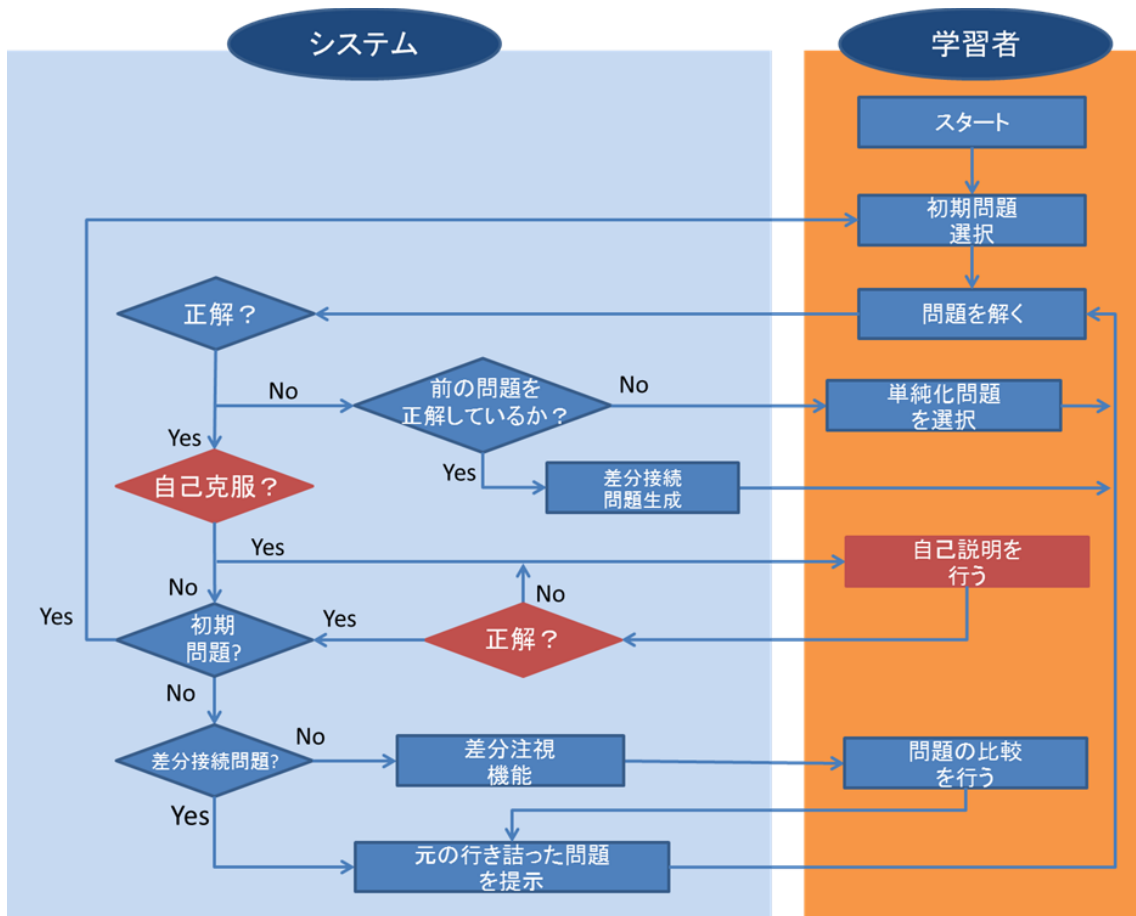 システム
学習者
スタート
初期問題
選択
正解？
問題を解く
No
前の問題を
正解しているか？
No
単純化問題
を選択
Yes
自己克服？
Yes
差分接続
問題生成
Yes
自己説明を
行う
No
No
Yes
初期
問題?
Yes
正解？
No
差分接続問題?
No
差分注視
機能
問題の比較
を行う
Yes
元の行き詰った問題
を提示